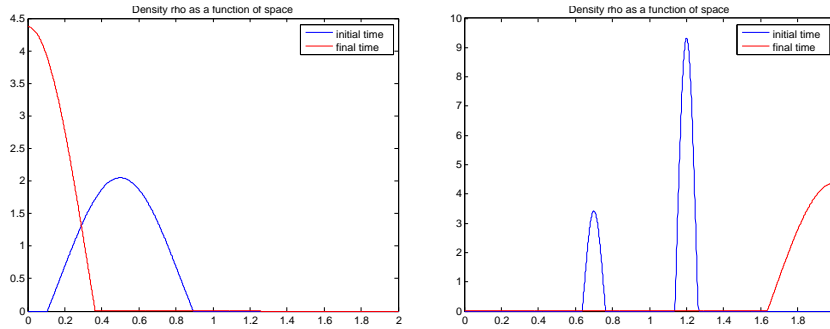 Density rho as a function of space
initial time
final time
4.5
4
3.5
3
2.5
2
1.5
1
0.5
0
0 0.2 0.4 0.6 0.8 1 1.2 1.4 1.6 1.8 2
Density rho as a function of space
initial time
final time
10
9
8
7
6
5
4
3
2
1
0
0 0.2 0.4 0.6 0.8 1 1.2 1.4 1.6 1.8